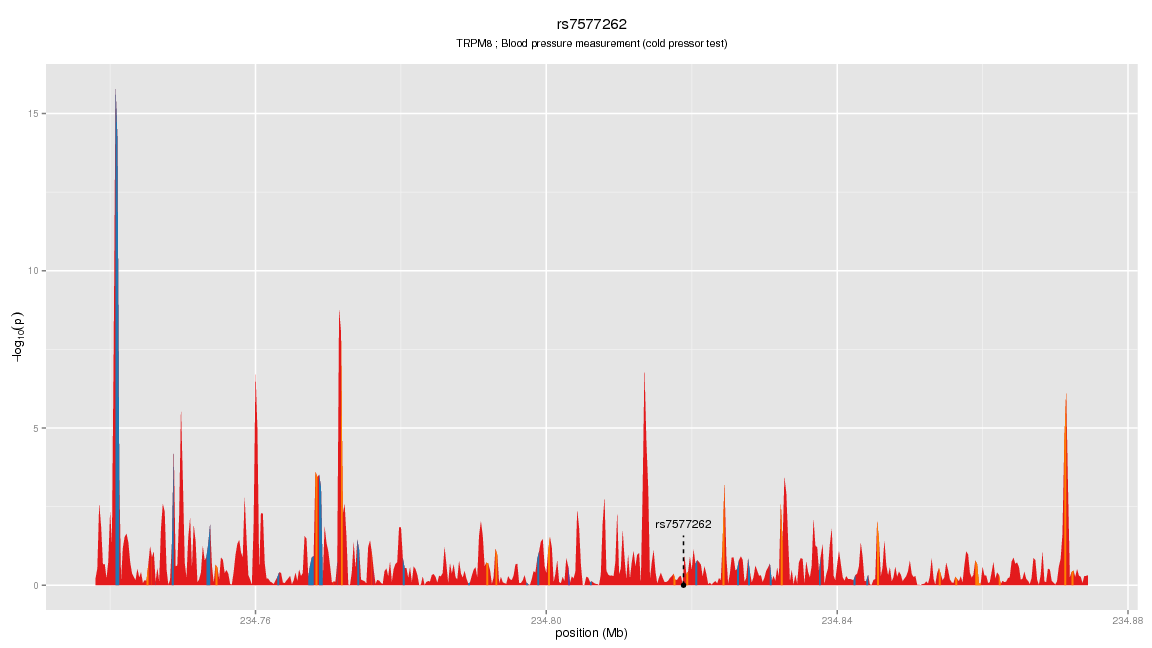 rs7577262
TRPM8 ; Blood pressure measurement (cold pressor test)
15
10
5
0
−log10(p)
rs7577262
234.76
234.80
234.84
234.88
position (Mb)